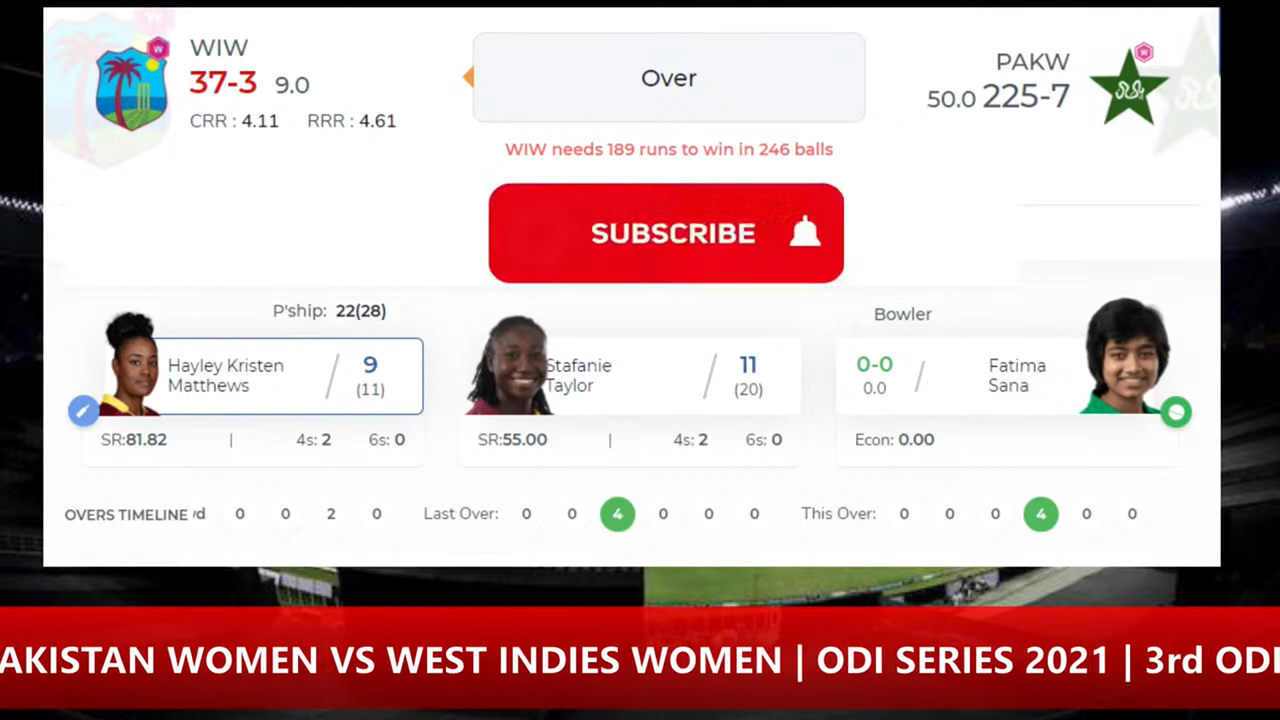 WIW
37-3 9.0
CRR : 4.11 RRR : 4.61
Over
PAKW
50.0 225-7
W
W
WIW needs 189 runs to win in 246 balls
SUBSCRIBE
P'ship: 22(28)
Bowler
Hayley Kristen
Matthews
/ 9
(11)
Stafanie
Taylor
/ 11
(20)
0-0
0.0
/ Fatima
Sana
SR:81.82 | 4s: 2 6s: 0
SR:55.00 | 4s: 2 6s: 0
Econ: 0.00
OVERS TIMELINE rd 0 0 2 0 Last Over: 0 0 4 0 0 0 This Over: 0 0 0 4 0 0
AKISTAN WOMEN VS WEST INDIES WOMEN | ODI SERIES 2021 | 3rd ODI